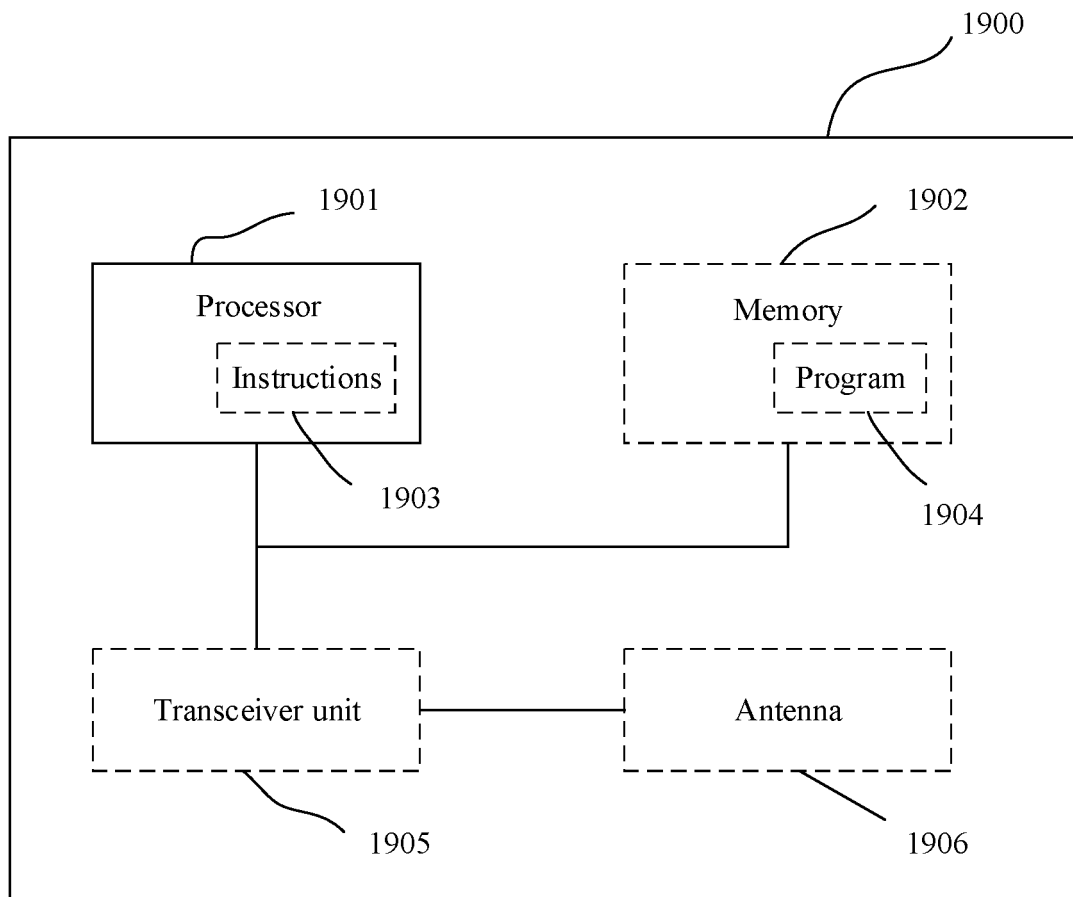 1900
1901
1902
Processor
Memory
Instructions
Program
1903
1904
Transceiver unit
Antenna
1905
1906